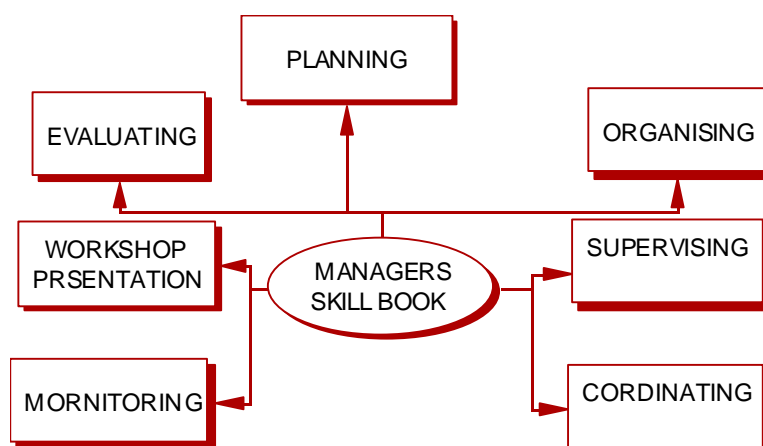 PLANNING
EVALUATING
ORGANISING
WORKSHOP
PRSENTATION
MANAGERS
SKILL BOOK
SUPERVISING
MORNITORING
CORDINATING